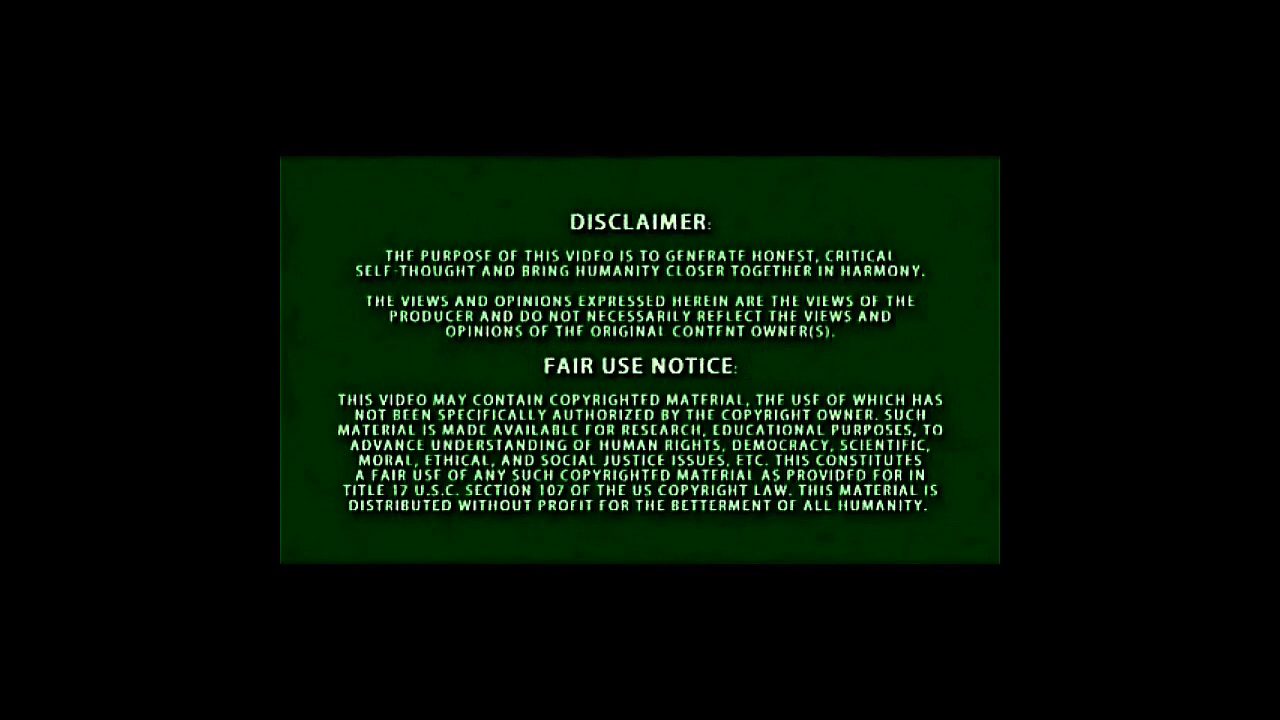 DISCLAIMER:
THE PURPOSE OF THIS VIDEO IS TO GENERATE HONEST, CRITICAL
SELF-THOUGHT AND BRING HUMANITY CLOSER TOGETHER IN HARMONY.
THE VIEWS AND OPINIONS EXPRESSED HEREIN ARE THE VIEWS OF THE
PRODUCER AND DO NOT NECESSARILY REFLECT THE VIEWS AND
OPINIONS OF THE ORIGINAL CONTENT OWNER(S).
FAIR USE NOTICE:
THIS VIDEO MAY CONTAIN COPYRIGHTED MATERIAL, THE USE OF WHICH HAS
NOT BEEN SPECIFICALLY AUTHORIZED BY THE COPYRIGHT OWNER. SUCH
MATERIAL IS MADE AVAILABLE FOR RESEARCH, EDUCATIONAL PURPOSES, TO
ADVANCE UNDERSTANDING OF HUMAN RIGHTS, DEMOCRACY, SCIENTIFIC,
MORAL, ETHICAL, AND SOCIAL JUSTICE ISSUES, ETC. THIS CONSTITUTES
A FAIR USE OF ANY SUCH COPYRIGHTED MATERIAL AS PROVIDED FOR IN
TITLE 17 U.S.C. SECTION 107 OF THE US COPYRIGHT LAW. THIS MATERIAL IS
DISTRIBUTED WITHOUT PROFIT FOR THE BETTERMENT OF ALL HUMANITY.